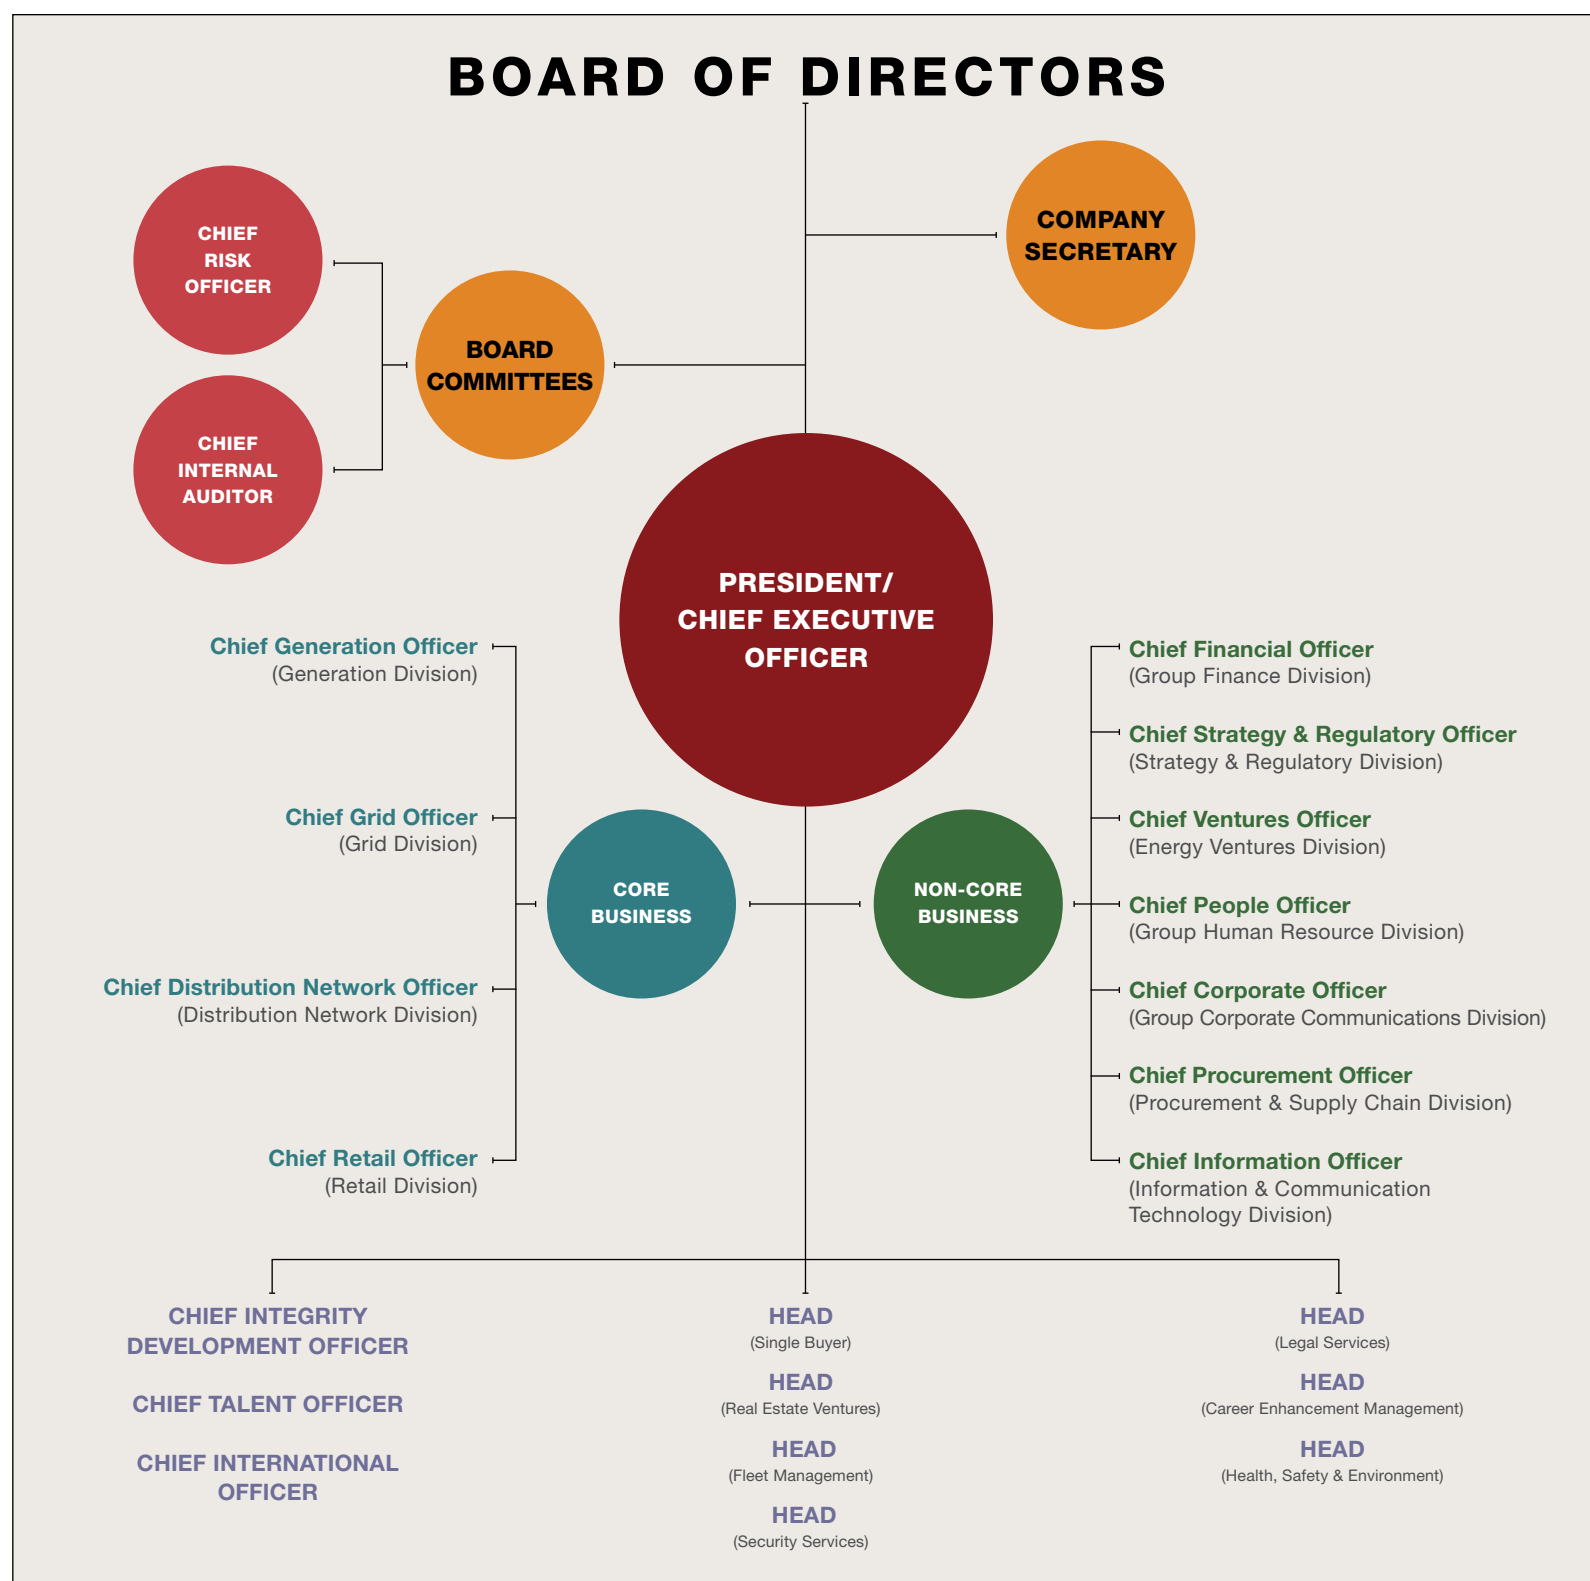 BOARD OF DIRECTORS
COMPANY
SECRETARY
CHIEF
RISK
OFFICER
BOARD
COMMITTEES
CHIEF
INTERNAL
AUDITOR
PRESIDENT/
CHIEF EXECUTIVE
OFFICER
Chief Generation Officer
(Generation Division)
Chief Grid Officer
(Grid Division)
Chief Distribution Network Officer
(Distribution Network Division)
Chief Retail Officer
(Retail Division)
CORE
BUSINESS
NON-CORE
BUSINESS
Chief Financial Officer
(Group Finance Division)
Chief Strategy & Regulatory Officer
(Strategy & Regulatory Division)
Chief Ventures Officer
(Energy Ventures Division)
Chief People Officer
(Group Human Resource Division)
Chief Corporate Officer
(Group Corporate Communications Division)
Chief Procurement Officer
(Procurement & Supply Chain Division)
Chief Information Officer
(Information & Communication
Technology Division)
CHIEF INTEGRITY
DEVELOPMENT OFFICER
CHIEF TALENT OFFICER
CHIEF INTERNATIONAL
OFFICER
HEAD
(Single Buyer)
HEAD
(Real Estate Ventures)
HEAD
(Fleet Management)
HEAD
(Security Services)
HEAD
(Legal Services)
HEAD
(Career Enhancement Management)
HEAD
(Health, Safety & Environment)